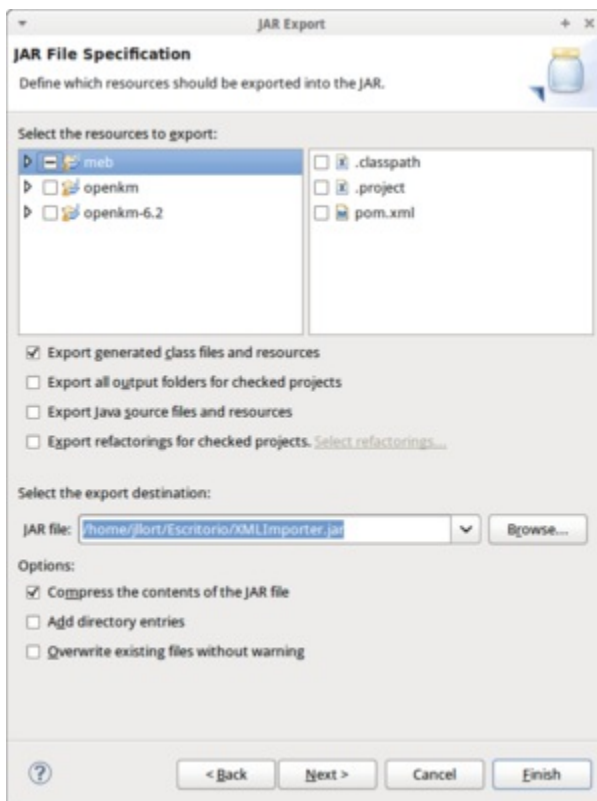 JAR Export
JAR File Specification
Define which resources should be exported into the JAR.
Select the resources to export:
meb
openkm
openkm-6.2
.classpath
.project
pom.xml
Export generated class files and resources
Export all output folders for checked projects
Export Java source files and resources
Export refactorings for checked projects. Select refactorings...
Select the export destination:
JAR file: /home/jllort/Escritorio/XMLImporter.jar Browse...
Options:
Compress the contents of the JAR file
Add directory entries
Overwrite existing files without warning
? < Back Next > Cancel Finish